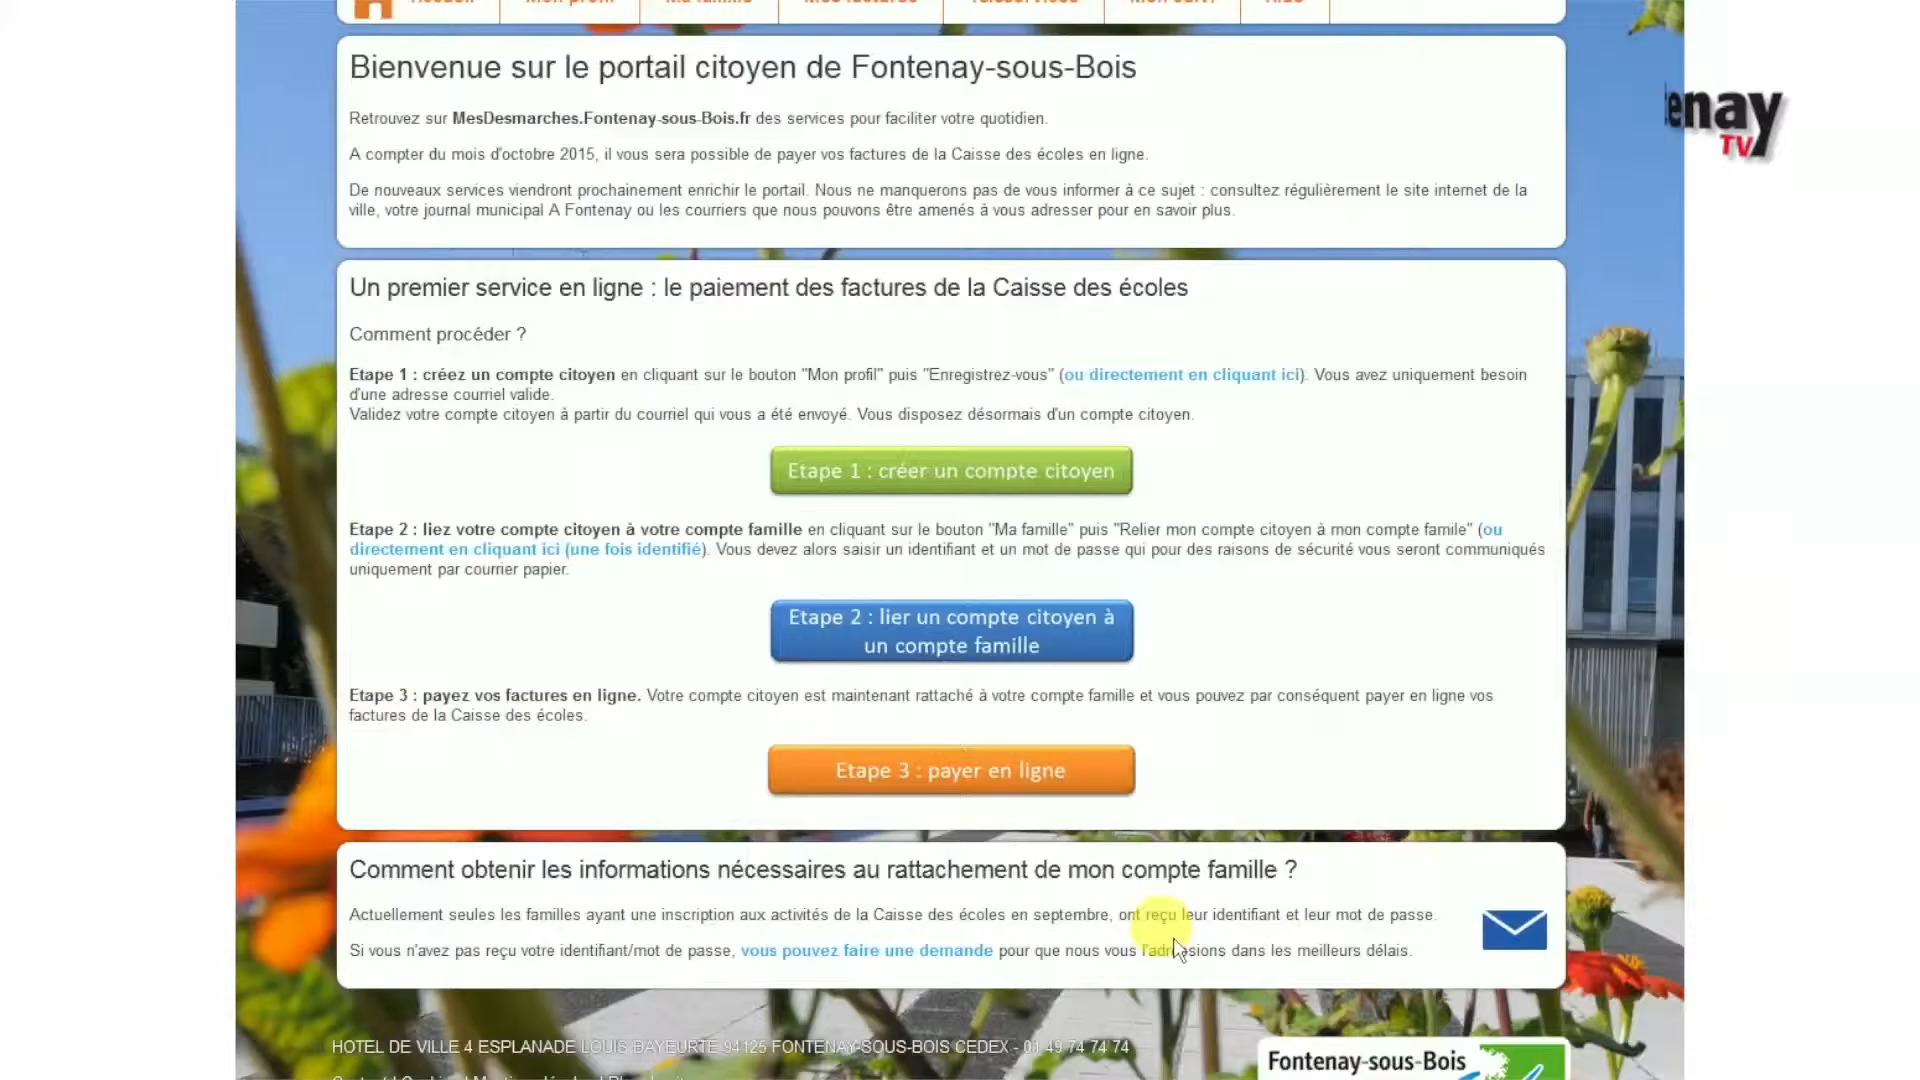 Bienvenue sur le portail citoyen de Fontenay-sous-Bois
enay
TV
Retrouvez sur MesDesmarches.Fontenay-sous-Bois.fr des services pour faciliter votre quotidien.
A compter du mois d'octobre 2015, il vous sera possible de payer vos factures de la Caisse des écoles en ligne.
De nouveaux services viendront prochainement enrichir le portail. Nous ne manquerons pas de vous informer à ce sujet : consultez régulièrement le site internet de la
ville, votre journal municipal A Fontenay ou les courriers que nous pouvons être amenés à vous adresser pour en savoir plus.
Un premier service en ligne : le paiement des factures de la Caisse des écoles
Comment procéder ?
Etape 1 : créez un compte citoyen en cliquant sur le bouton "Mon profil" puis "Enregistrez-vous" (ou directement en cliquant ici). Vous avez uniquement besoin
d'une adresse courriel valide.
Validez votre compte citoyen à partir du courriel qui vous a été envoyé. Vous disposez désormais d'un compte citoyen.
Etape 1 : créer un compte citoyen
Etape 2 : liez votre compte citoyen à votre compte famille en cliquant sur le bouton "Ma famille" puis "Relier mon compte citoyen à mon compte famile" (ou
directement en cliquant ici (une fois identifié). Vous devez alors saisir un identifiant et un mot de passe qui pour des raisons de sécurité vous seront communiqués
uniquement par courrier papier.
Etape 2 : lier un compte citoyen à
un compte famille
Etape 3 : payez vos factures en ligne. Votre compte citoyen est maintenant rattaché à votre compte famille et vous pouvez par conséquent payer en ligne vos
factures de la Caisse des écoles.
Etape 3 : payer en ligne
Comment obtenir les informations nécessaires au rattachement de mon compte famille ?
Actuellement seules les familles ayant une inscription aux activités de la Caisse des écoles en septembre, ont reçu leur identifiant et leur mot de passe.
Si vous n'avez pas reçu votre identifiant/mot de passe, vous pouvez faire une demande pour que nous vous l'adressions dans les meilleurs délais.
HOTEL DE VILLE 4 ESPLANADE LOUIS BAYEURTE 94125 FONTENAY-SOUS-BOIS CEDEX - 01 49 74 74 74
Fontenay-sous-Bois